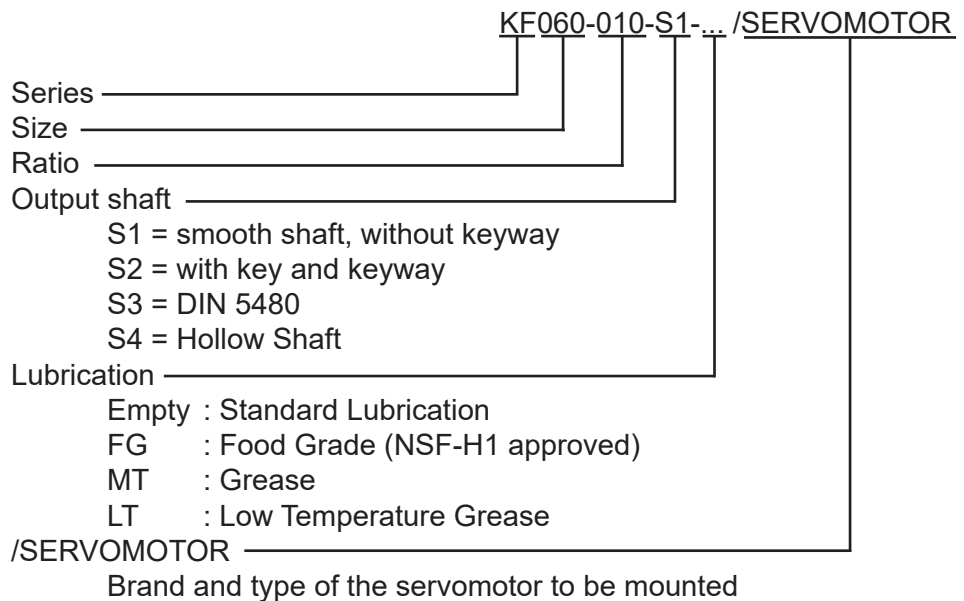 KF060-010-S1-... /SERVOMOTOR
Series
Size
Ratio
Output shaft
S1 = smooth shaft, without keyway
S2 = with key and keyway
S3 = DIN 5480
S4 = Hollow Shaft
Lubrication
Empty : Standard Lubrication
FG : Food Grade (NSF-H1 approved)
MT : Grease
LT : Low Temperature Grease
/SERVOMOTOR
Brand and type of the servomotor to be mounted